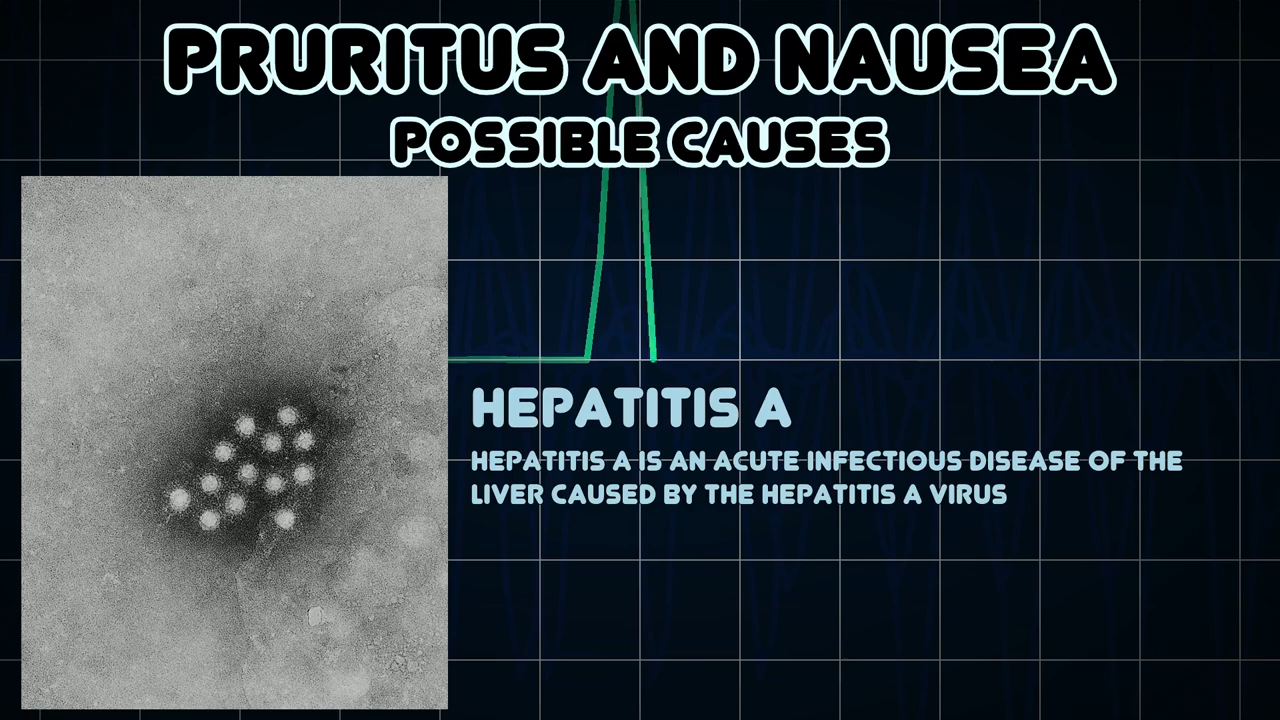 PRURITUS AND NAUSEA
POSSIBLE CAUSES
HEPATITIS A
HEPATITIS A IS AN ACUTE INFECTIOUS DISEASE OF THE
LIVER CAUSED BY THE HEPATITIS A VIRUS